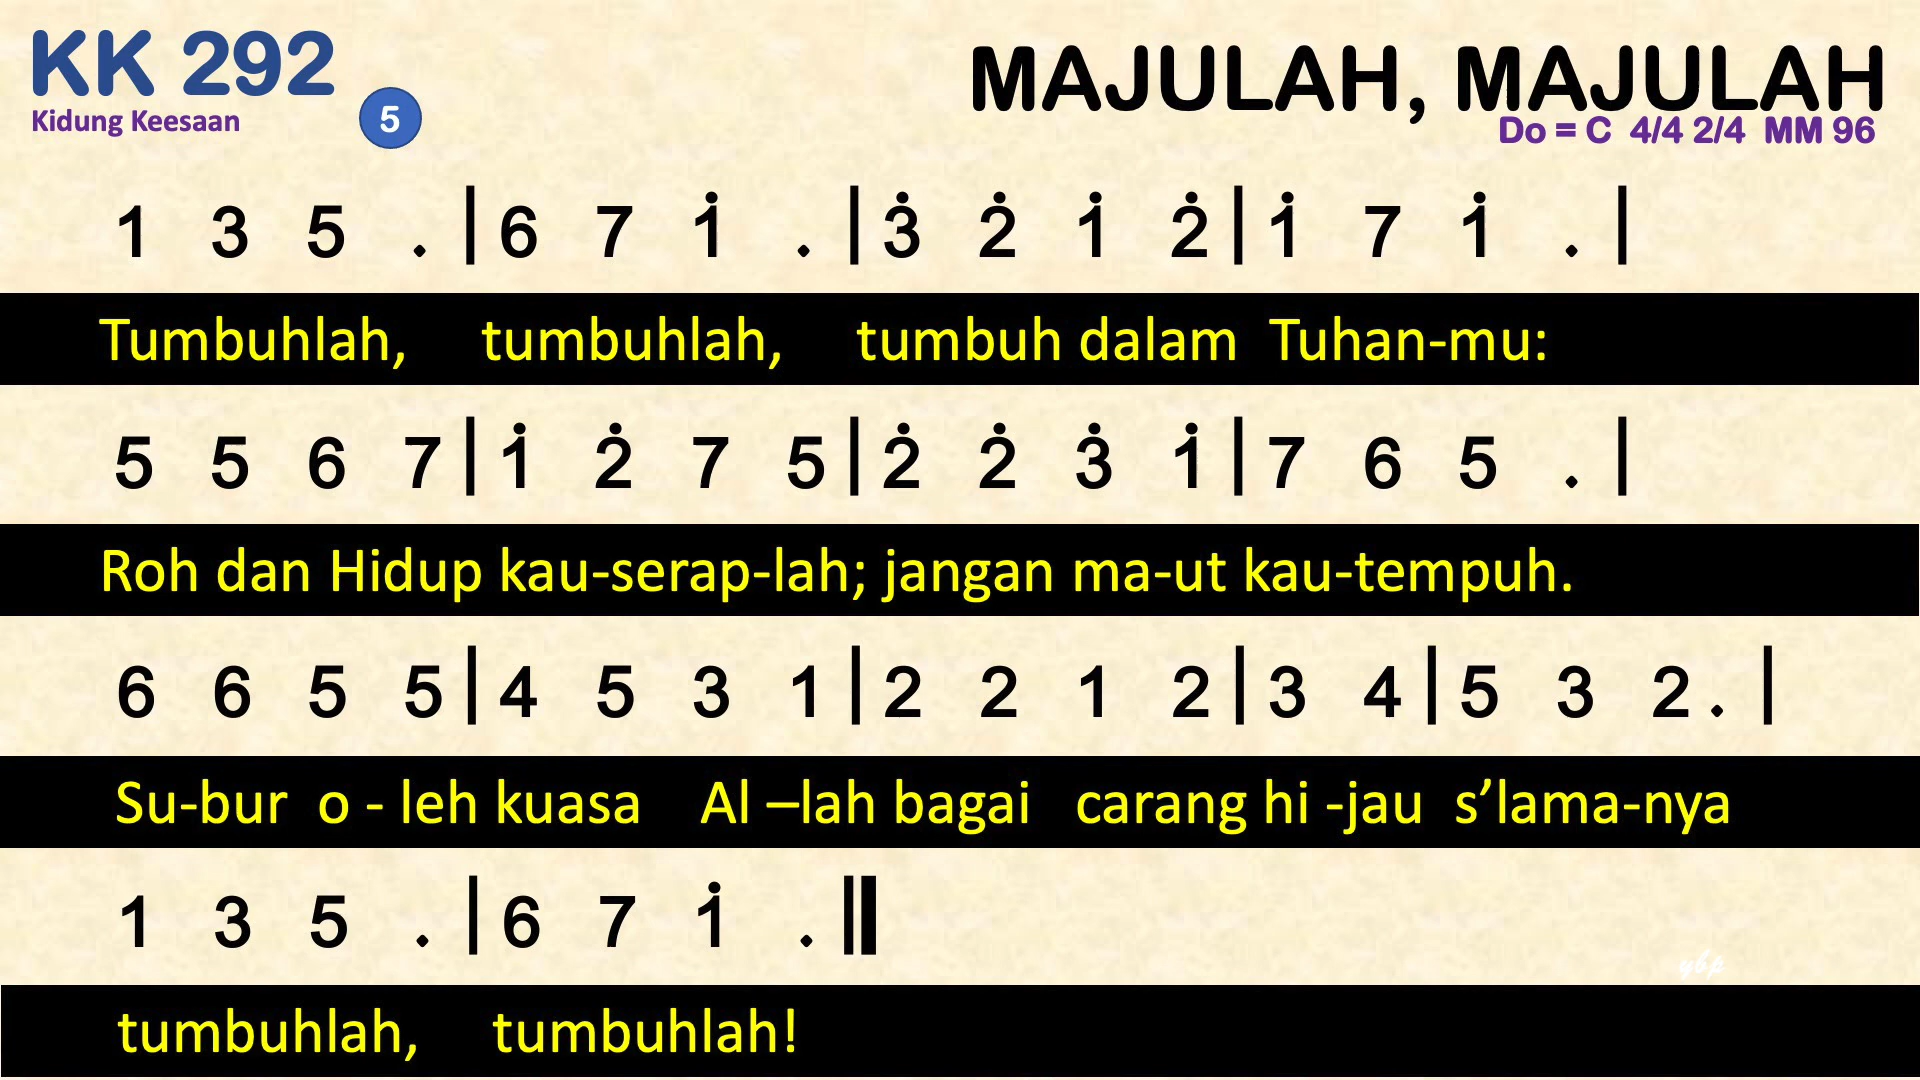 KK 292
Kidung Keesaan
5
MAJULAH, MAJULAH
Do = C 4/4 2/4 MM 96
1 3 5 . | 6 7 1̇ . | 3̇ 2̇ 1̇ 2̇ | 1̇ 7 1̇ . |
Tumbuhlah, tumbuhlah, tumbuh dalam Tuhan-mu:
5 5 6 7 | 1̇ 2̇ 7 5 | 2̇ 2̇ 3̇ 1̇ | 7 6 5 . |
Roh dan Hidup kau-serap-lah; jangan ma-ut kau-tempuh.
6 6 5 5 | 4 5 3 1 | 2 2 1 2 | 3 4 | 5 3 2 . |
Su-bur o - leh kuasa Al –lah bagai carang hi -jau s’lama-nya
1 3 5 . | 6 7 1̇ . ||
ybp
tumbuhlah, tumbuhlah!